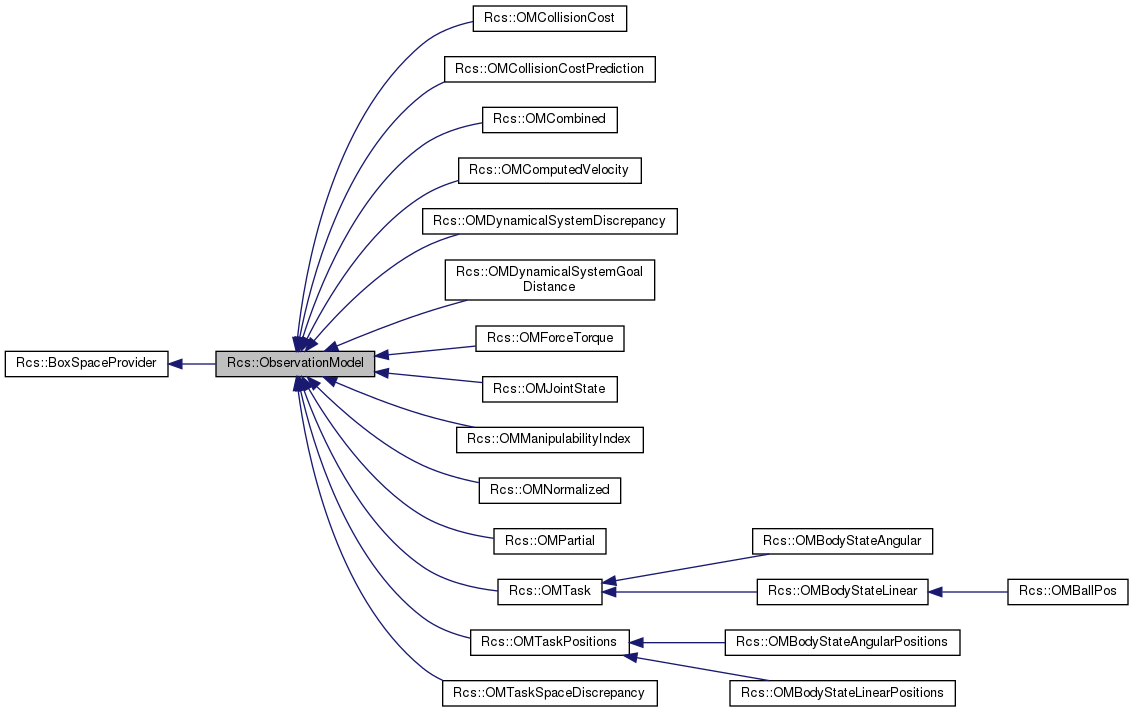 Rcs::OMCollisionCost
Rcs::OMCollisionCostPrediction
Rcs::OMCombined
Rcs::OMComputedVelocity
Rcs::OMDynamicalSystemDiscrepancy
Rcs::OMDynamicalSystemGoal
Distance
Rcs::OMForceTorque
Rcs::BoxSpaceProvider
Rcs::ObservationModel
Rcs::OMJointState
Rcs::OMManipulabilityIndex
Rcs::OMNormalized
Rcs::OMPartial
Rcs::OMBodyStateAngular
Rcs::OMTask
Rcs::OMBodyStateLinear
Rcs::OMBallPos
Rcs::OMTaskPositions
Rcs::OMBodyStateAngularPositions
Rcs::OMTaskSpaceDiscrepancy
Rcs::OMBodyStateLinearPositions